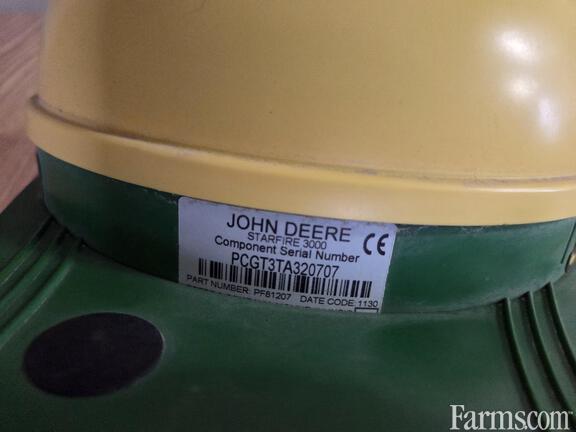 JOHN DEERE
STARFIRE 3000
Component Serial Number
CE
PCGT3TA320707
PART NUMBER: PF81207 DATE CODE: 1130
Farms.com